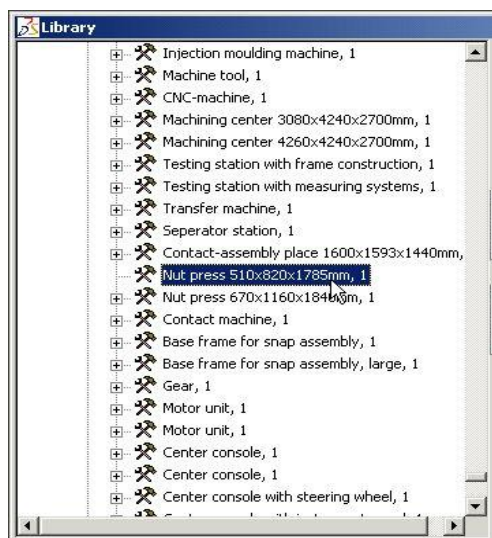 Library
Injection moulding machine, 1
Machine tool, 1
CNC-machine, 1
Machining center 3080x4240x2700mm, 1
Machining center 4260x4240x2700mm, 1
Testing station with frame construction, 1
Testing station with measuring systems, 1
Transfer machine, 1
Seperator station, 1
Contact-assembly place 1600x1593x1440mm,
Nut press 510x820x1785mm, 1
Nut press 670x1160x1840mm, 1
Contact machine, 1
Base frame for snap assembly, 1
Base frame for snap assembly, large, 1
Gear, 1
Motor unit, 1
Motor unit, 1
Center console, 1
Center console, 1
Center console with steering wheel, 1